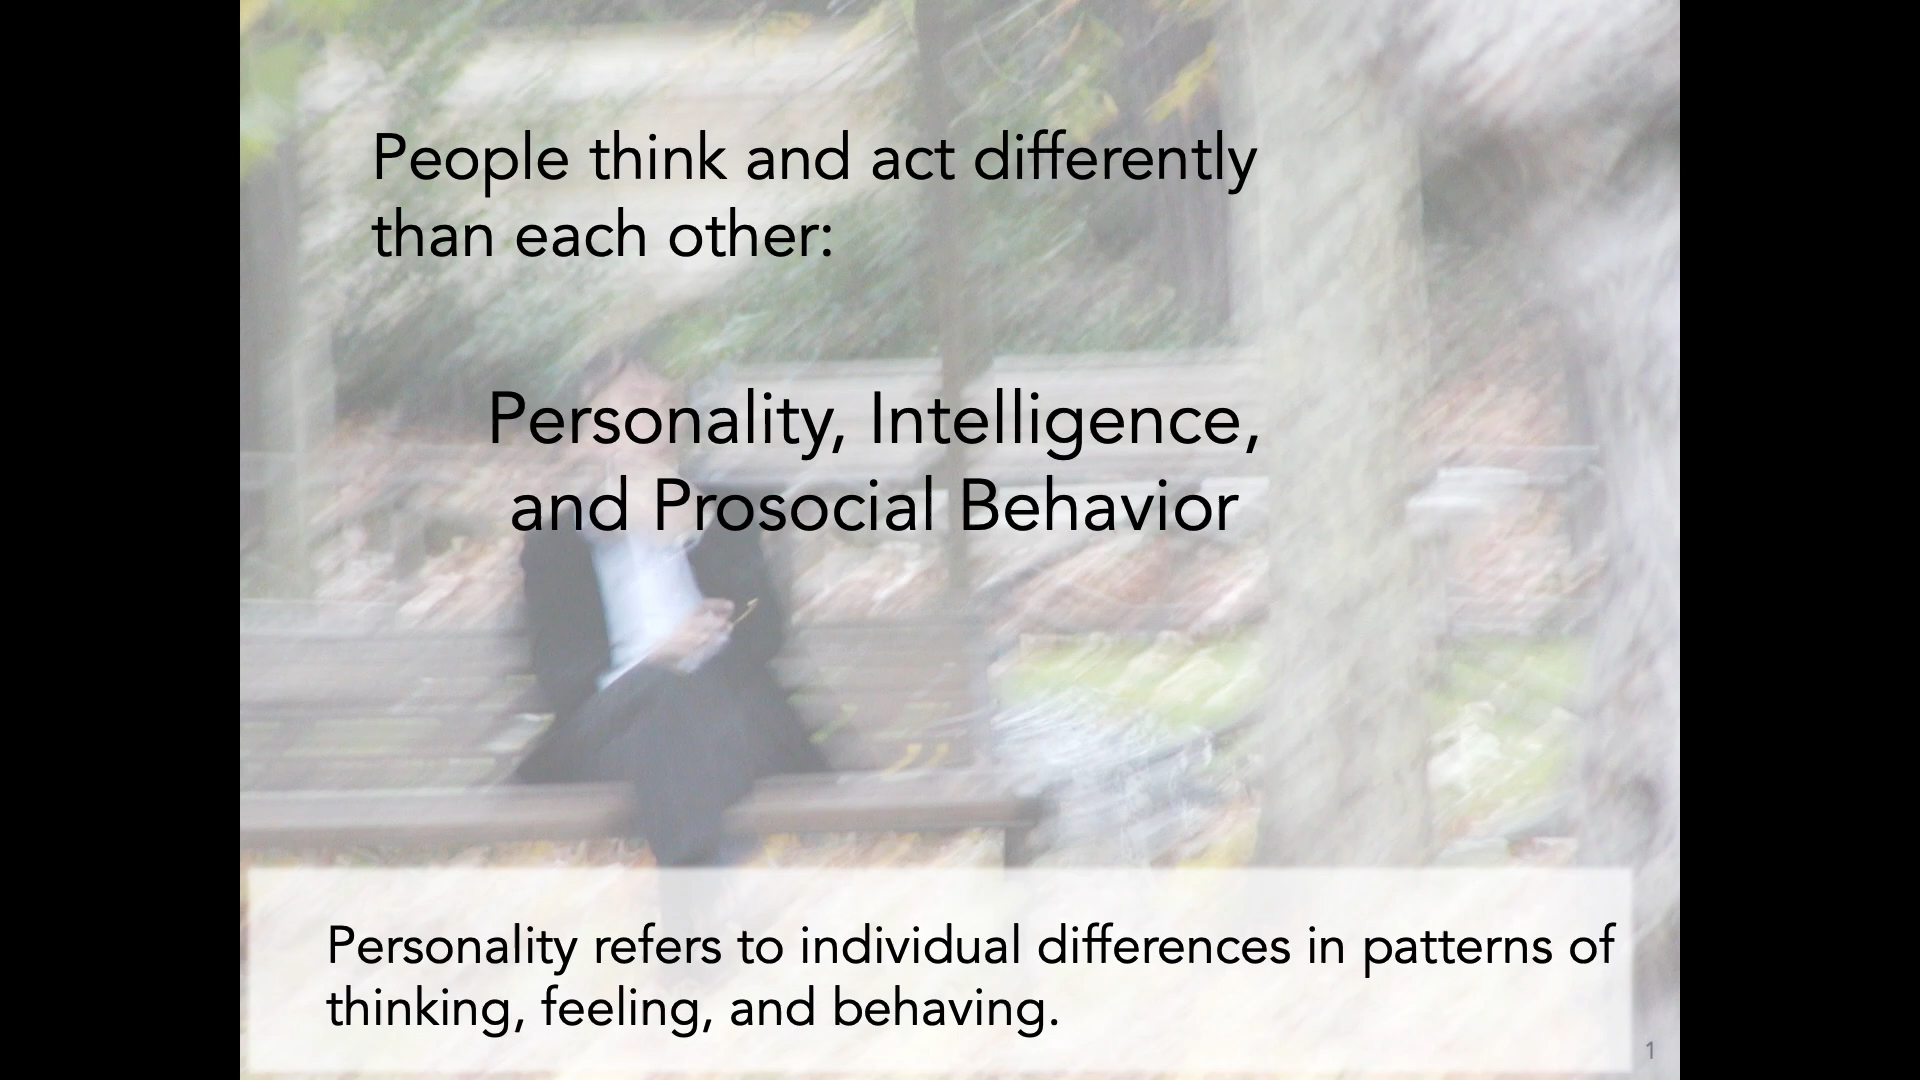 People think and act differently
than each other:
Personality, Intelligence,
and Prosocial Behavior
Personality refers to individual differences in patterns of
thinking, feeling, and behaving.
1